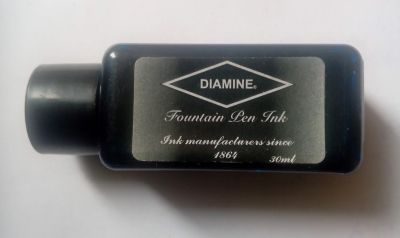 DIAMINE®
Fountain Pen Ink
Ink manufacturers since
1864
30ml